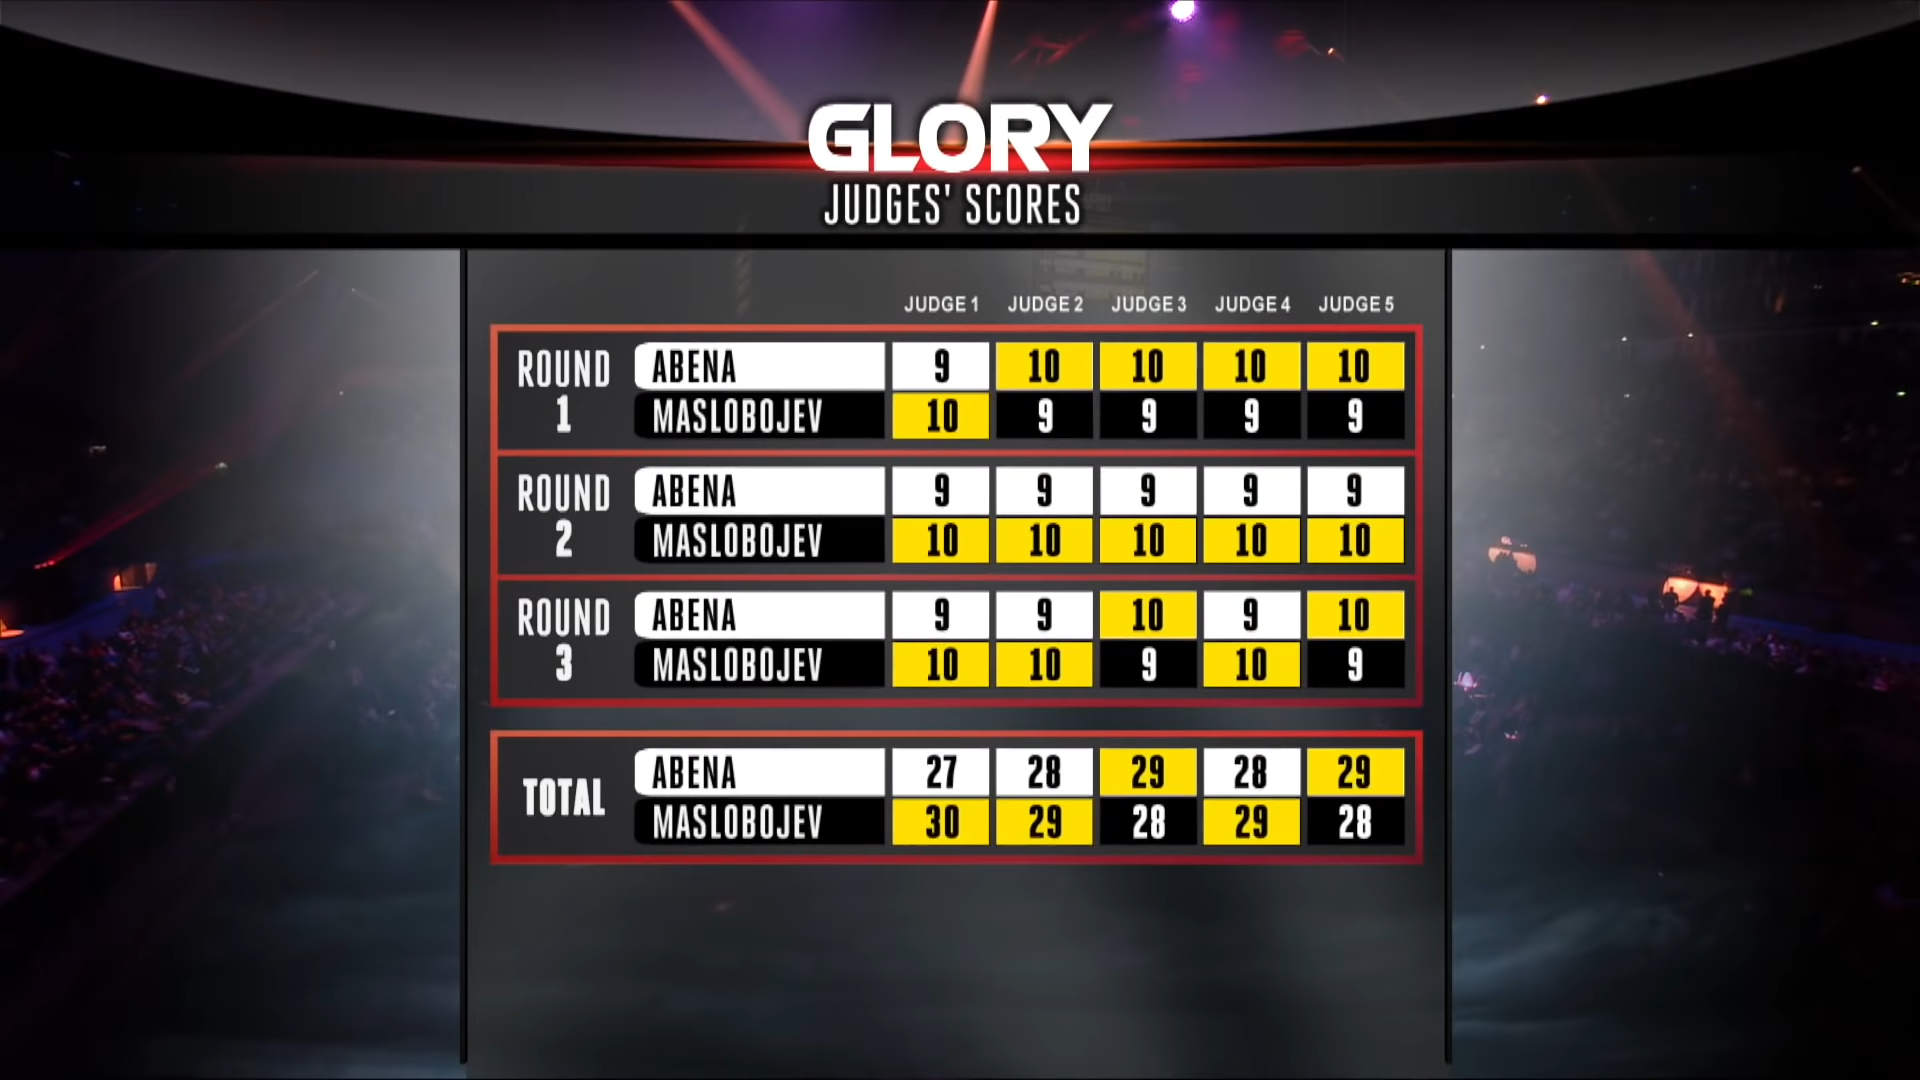 GLORY
JUDGES' SCORES
JUDGE 1 JUDGE 2 JUDGE 3 JUDGE 4 JUDGE 5
ROUND 1
ABENA 9 10 10 10 10
MASLOBOJEV 10 9 9 9 9
ROUND 2
ABENA 9 9 9 9 9
MASLOBOJEV 10 10 10 10 10
ROUND 3
ABENA 9 9 10 9 10
MASLOBOJEV 10 10 9 10 9
TOTAL
ABENA 27 28 29 28 29
MASLOBOJEV 30 29 28 29 28